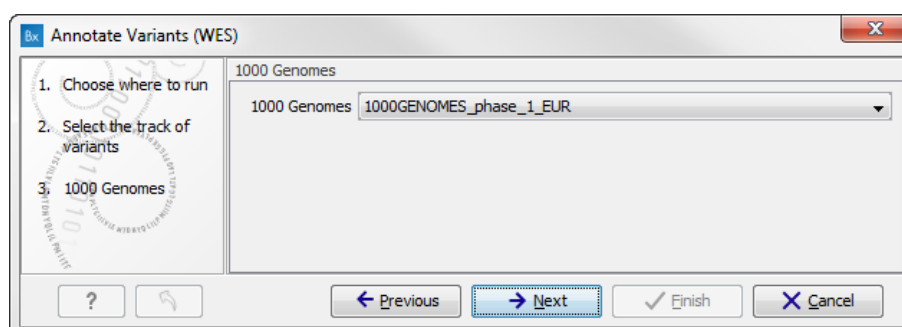 Bx Annotate Variants (WES)
1. Choose where to run
2. Select the track of
variants
3. 1000 Genomes
1000 Genomes
1000 Genomes 1000GENOMES_phase_1_EUR
? Previous Next Finish Cancel